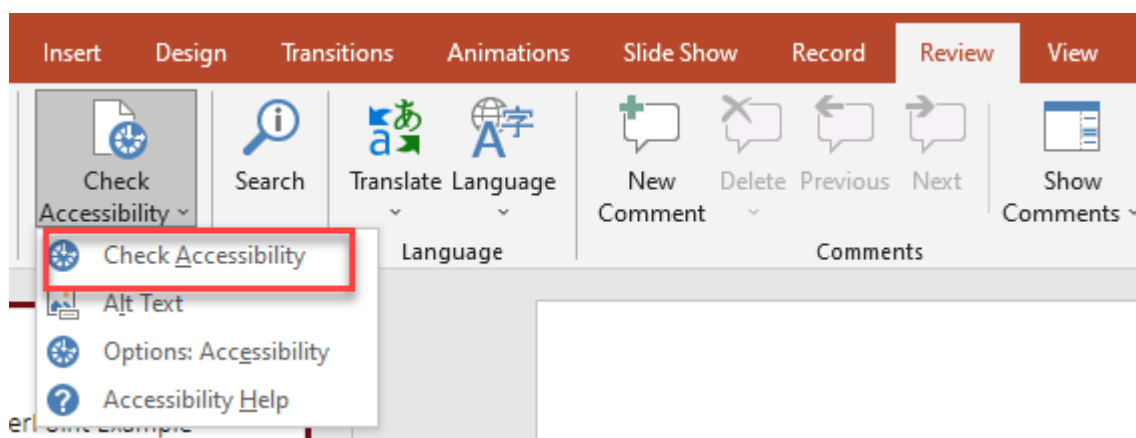 Insert Design Transitions Animations Slide Show Record Review View
Check Accessibility
Search
Translate
Language
New Comment
Delete
Previous
Next
Show Comments
Language
Comments
Check Accessibility
Alt Text
Options: Accessibility
Accessibility Help